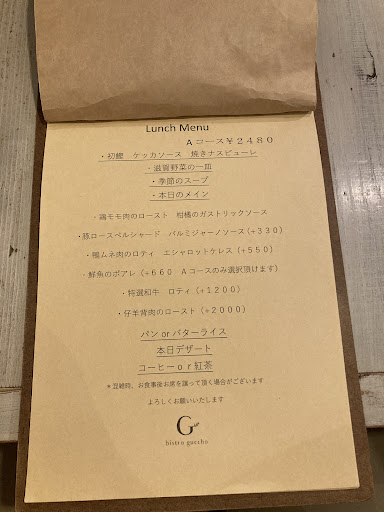 Lunch Menu
Aコース￥２４８０
・初鰹　ケッカソース　焼きナスピューレ
・滋賀野菜の一皿
・季節のスープ
・本日のメイン
・鶏モモ肉のロースト　柑橘のガストリックソース
・豚ロースペルシャード　パルミジャーノソース(+３３０)
・鴨ムネ肉のロティ　エシャロットケレス(+５５０)
・鮮魚のポアレ（+６６０　Aコースのみ選択頂けます）
・特選和牛　ロティ（+１２００）
・仔羊背肉のロースト（+２０００）
パン or バターライス
本日デザート
コーヒーｏｒ紅茶
＊混雑時、お食事後お席を譲って頂く場合がございます
よろしくお願いいたします
G
bistro gaucho